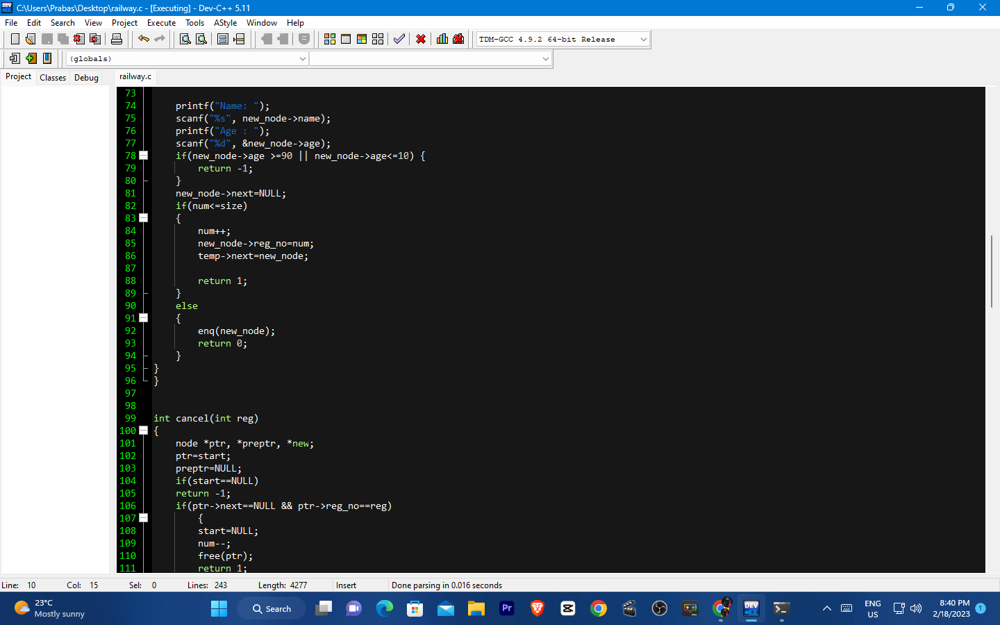 C:\Users\Prabas\Desktop\railway.c - [Executing] - Dev-C++ 5.11
File Edit Search View Project Execute Tools AStyle Window Help
TDM-GCC 4.9.2 64-bit Release
(globals)
Project Classes Debug railway.c
73
74 printf("Name: ");
75 scanf("%s", new_node->name);
76 printf("Age : ");
77 scanf("%d", &new_node->age);
78 if(new_node->age >=90 || new_node->age<=10) {
79 return -1;
80 }
81 new_node->next=NULL;
82 if(num<=size)
83 {
84 num++;
85 new_node->reg_no=num;
86 temp->next=new_node;
87
88 return 1;
89 }
90 else
91 {
92 enq(new_node);
93 return 0;
94 }
95 }
96 }
97
98
99 int cancel(int reg)
100 {
101 node *ptr, *preptr, *new;
102 ptr=start;
103 preptr=NULL;
104 if(start==NULL)
105 return -1;
106 if(ptr->next==NULL && ptr->reg_no==reg)
107 {
108 start=NULL;
109 num--;
110 free(ptr);
111 return 1;
Line: 10 Col: 15 Sel: 0 Lines: 243 Length: 4277 Insert Done parsing in 0.016 seconds
23°C
Mostly sunny
Search
Pr
DEV
ENG
US
8:40 PM
2/18/2023
1